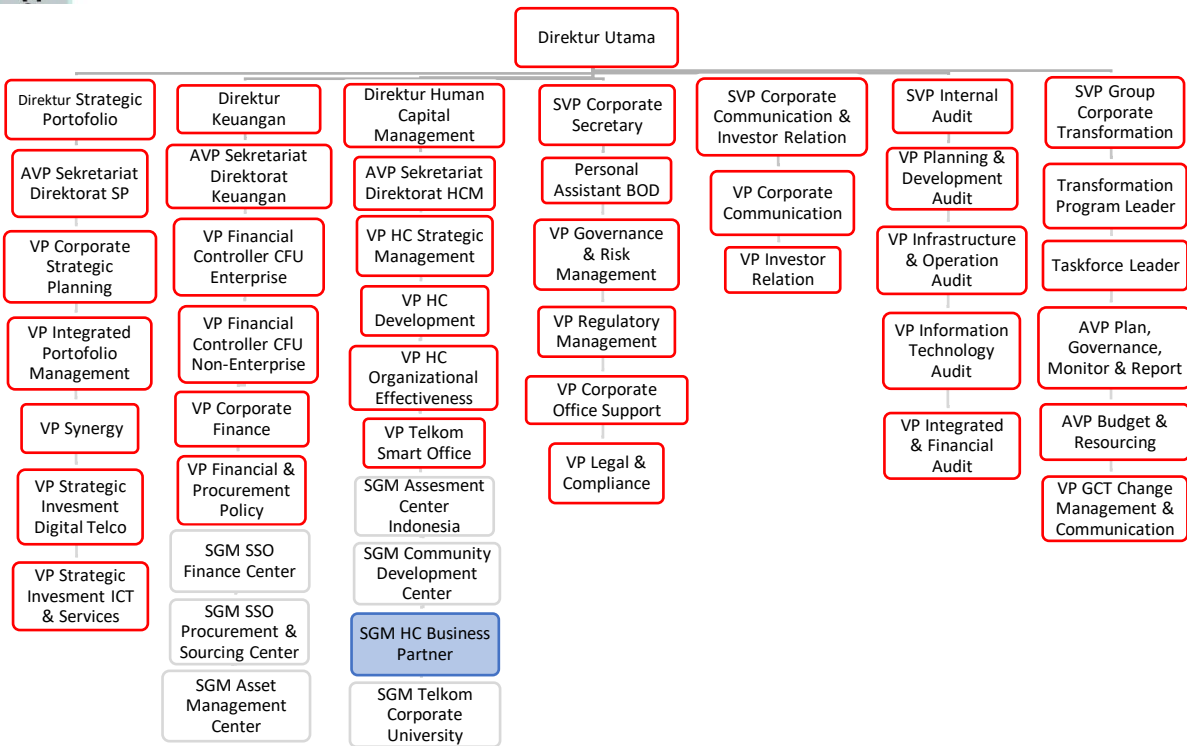 Direktur Utama
Direktur Strategic
Portofolio
AVP Sekretariat
Direktorat SP
VP Corporate
Strategic
Planning
VP Integrated
Portofolio
Management
VP Synergy
VP Strategic
Invesment
Digital Telco
VP Strategic
Invesment ICT
& Services
Direktur
Keuangan
AVP Sekretariat
Direktorat
Keuangan
VP Financial
Controller CFU
Enterprise
VP Financial
Controller CFU
Non-Enterprise
VP Corporate
Finance
VP Financial &
Procurement
Policy
SGM SSO
Finance Center
SGM SSO
Procurement &
Sourcing Center
SGM Asset
Management
Center
Direktur Human
Capital
Management
AVP Sekretariat
Direktorat HCM
VP HC Strategic
Management
VP HC
Development
VP HC
Organizational
Effectiveness
VP Telkom
Smart Office
SGM Assesment
Center
Indonesia
SGM Community
Development
Center
SGM HC Business
Partner
SGM Telkom
Corporate
University
SVP Corporate
Secretary
Personal
Assistant BOD
VP Governance
& Risk
Management
VP Regulatory
Management
VP Corporate
Office Support
VP Legal &
Compliance
SVP Corporate
Communication &
Investor Relation
VP Corporate
Communication
VP Investor
Relation
SVP Internal
Audit
VP Planning &
Development
Audit
VP Infrastructure
& Operation
Audit
VP Information
Technology
Audit
VP Integrated
& Financial
Audit
SVP Group
Corporate
Transformation
Transformation
Program Leader
Taskforce Leader
AVP Plan,
Governance,
Monitor & Report
AVP Budget &
Resourcing
VP GCT Change
Management &
Communication